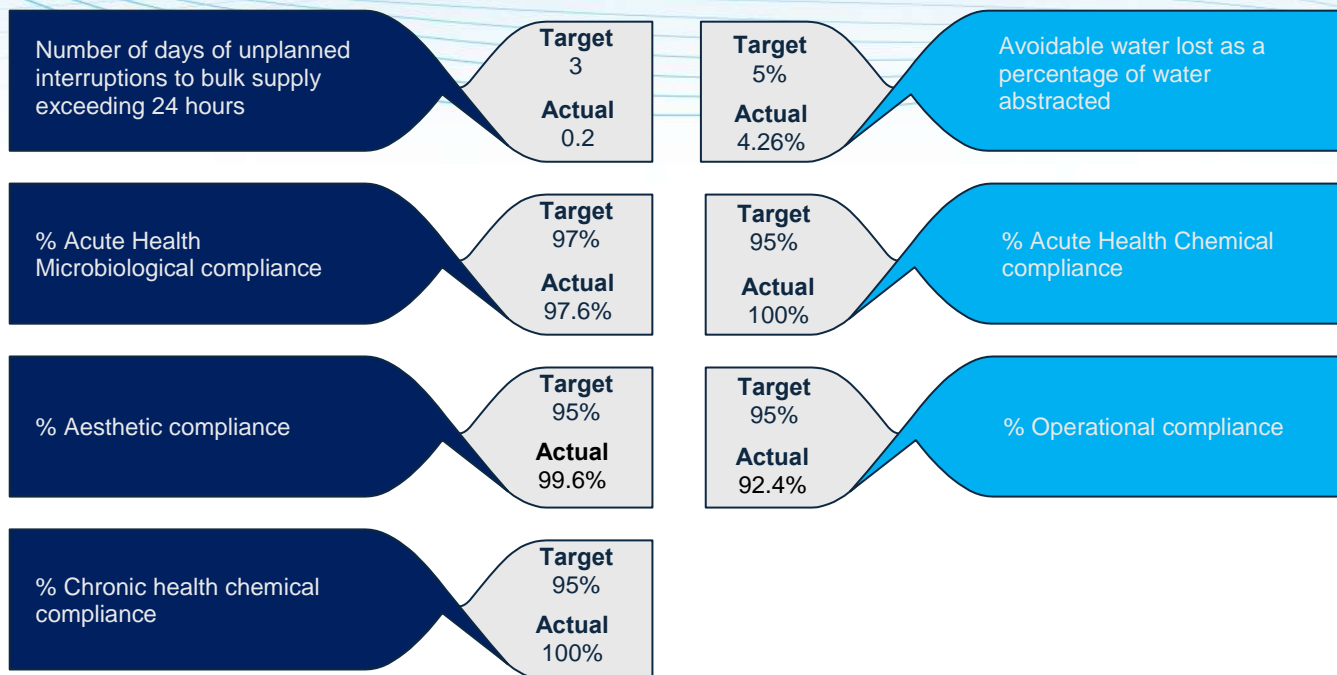 Number of days of unplanned
interruptions to bulk supply
exceeding 24 hours
Target
3
Actual
0.2
Target
5%
Actual
4.26%
Avoidable water lost as a
percentage of water
abstracted
% Acute Health
Microbiological compliance
Target
97%
Actual
97.6%
Target
95%
Actual
100%
% Acute Health Chemical
compliance
% Aesthetic compliance
Target
95%
Actual
99.6%
Target
95%
Actual
92.4%
% Operational compliance
% Chronic health chemical
compliance
Target
95%
Actual
100%